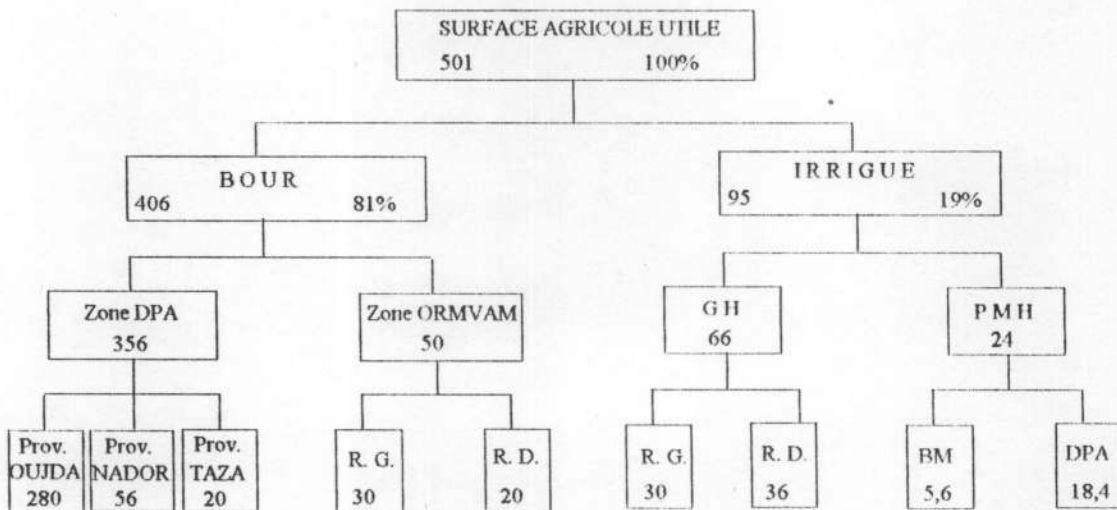 SURFACE AGRICOLE UTILE
501 100%
BOUR
406 81%
IRRIGUE
95 19%
Zone DPA
356
Zone ORMVAM
50
G H
66
P M H
24
Prov.
OUJDA
280
Prov.
NADOR
56
Prov.
TAZA
20
R. G.
30
R. D.
20
R. G.
30
R. D.
36
BM
5,6
DPA
18,4